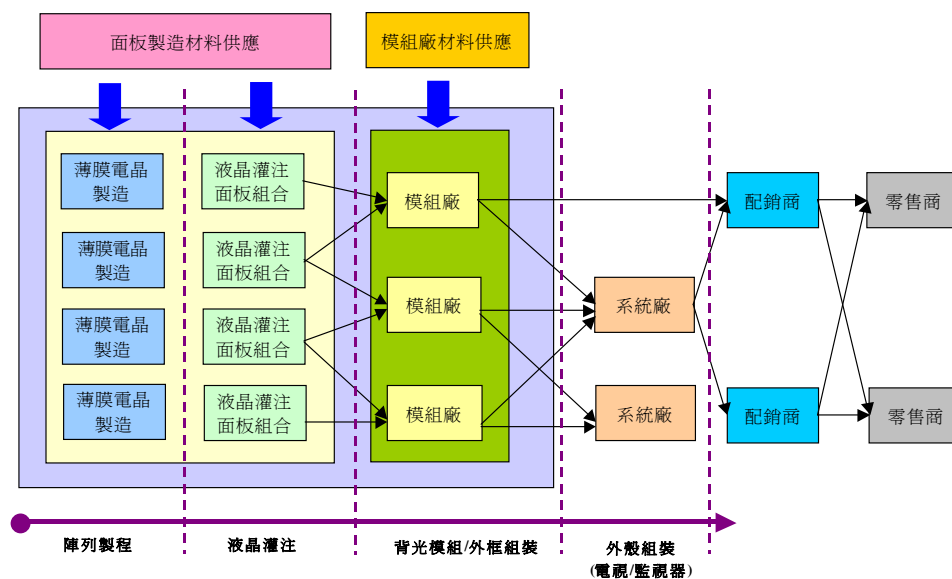 面板製造材料供應
模組廠材料供應
薄膜電晶
製造
液晶灌注
面板組合
模組廠
配銷商
零售商
薄膜電晶
製造
液晶灌注
面板組合
模組廠
系統廠
薄膜電晶
製造
液晶灌注
面板組合
薄膜電晶
製造
液晶灌注
面板組合
模組廠
系統廠
配銷商
零售商
陣列製程
液晶灌注
背光模組/外框組裝
外殼組裝
(電視/監視器)